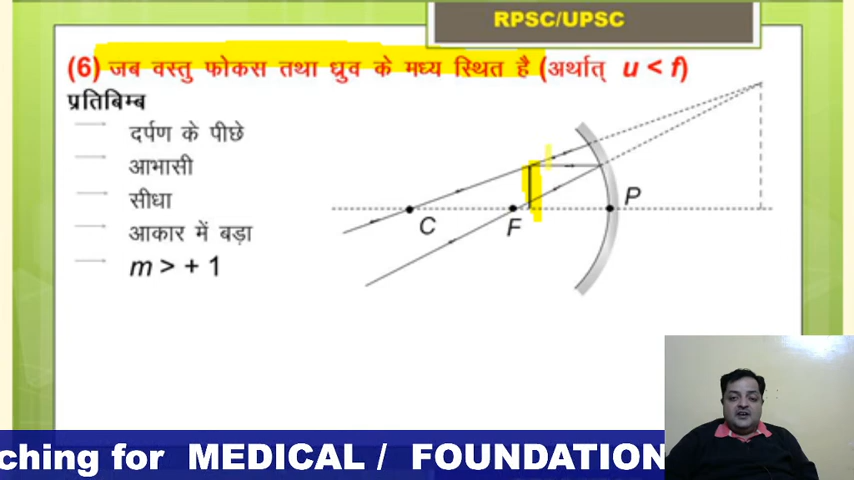 RPSC/UPSC
(6) जब वस्तु फोकस तथा ध्रुव के मध्य स्थित है (अर्थात् u < f)
प्रतिबिम्ब
दर्पण के पीछे
आभासी
सीधा
आकार में बड़ा
m > + 1
C
F
P
ching for MEDICAL / FOUNDATION